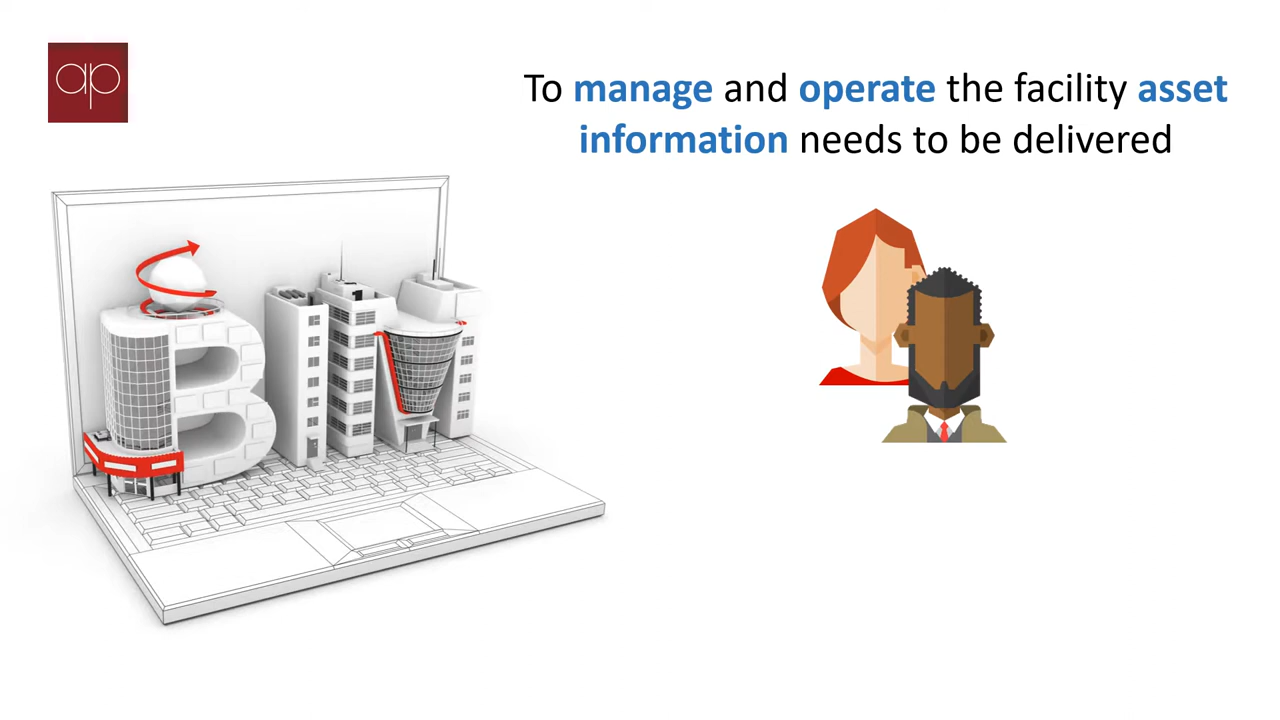 ap
To manage and operate the facility asset
information needs to be delivered
BIM